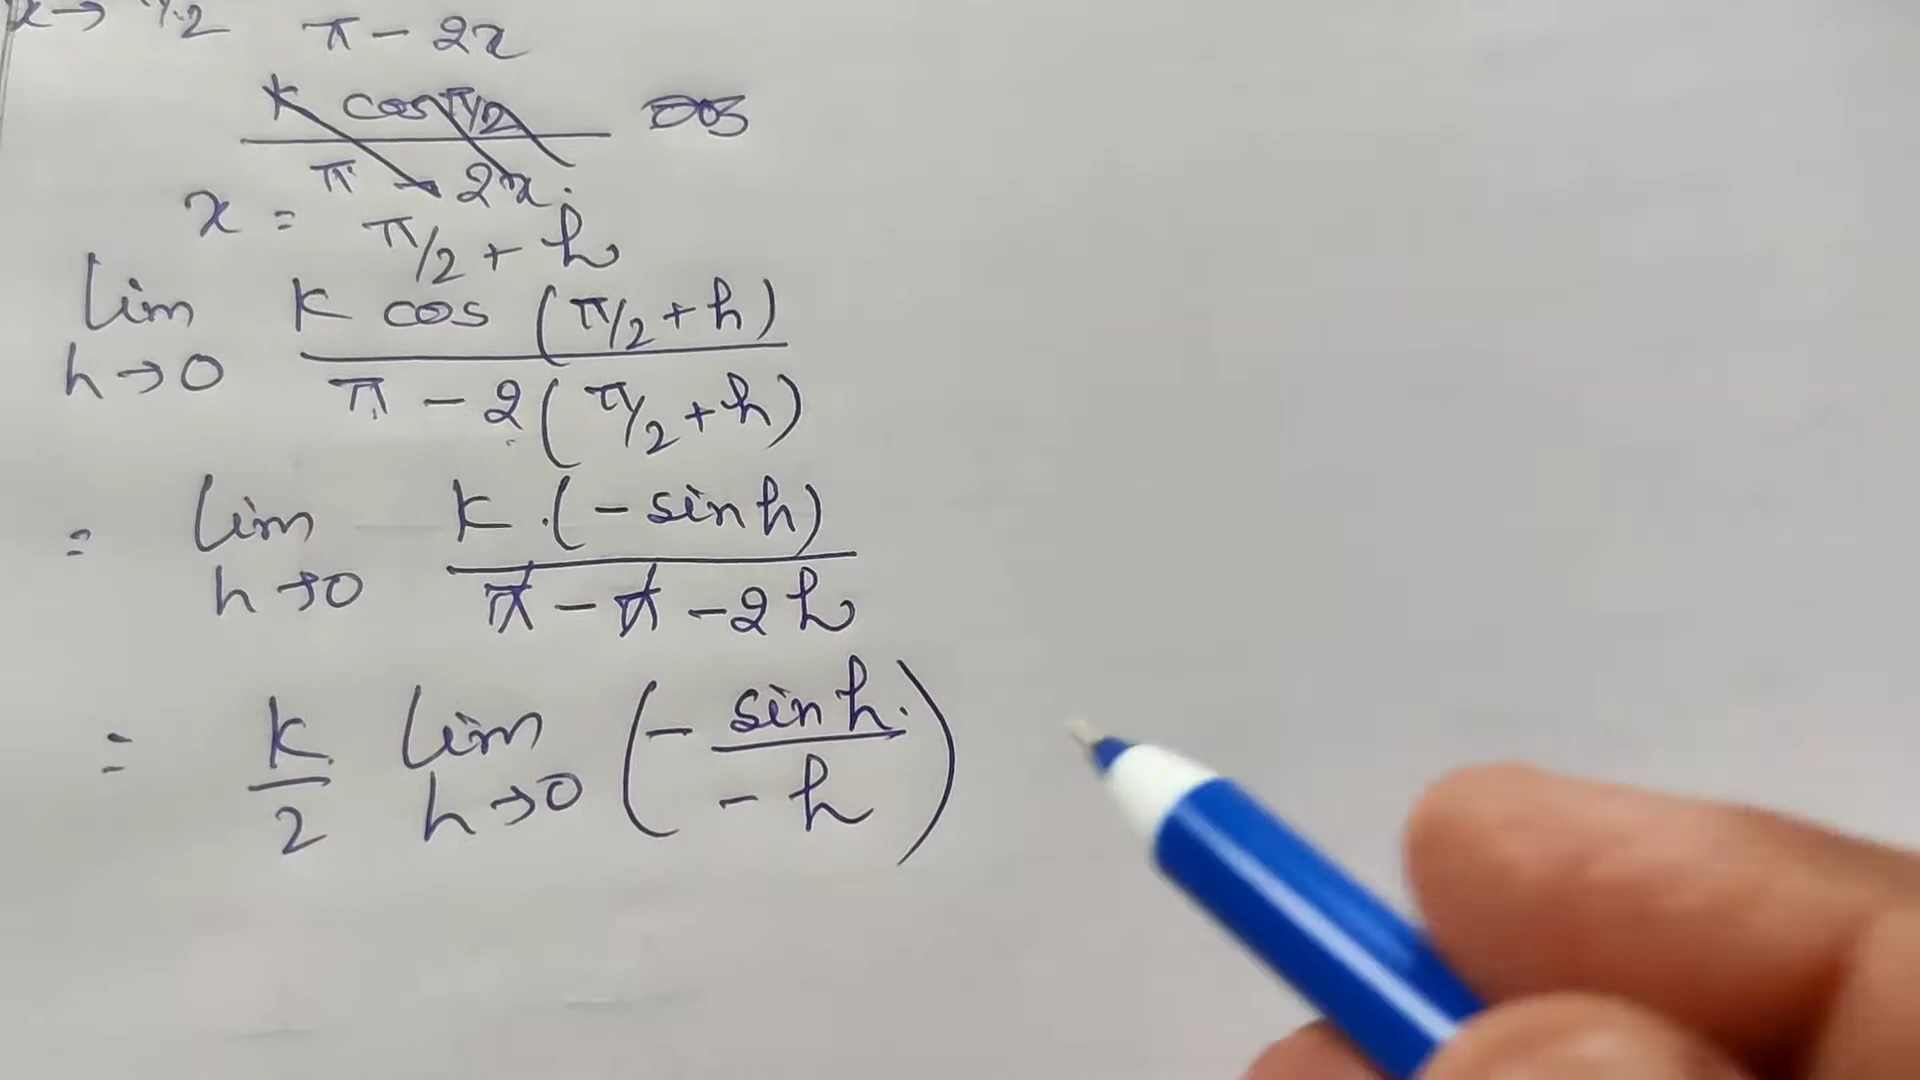 x → π/2 π - 2x
k cos π/2
π - 2x.
x = π/2 + h
lim k cos (π/2 + h)
h→0 π - 2(π/2 + h)
= lim k.(- sin h)
h→0 π - π - 2h
= k/2 lim (- sin h.
h→0 - h)